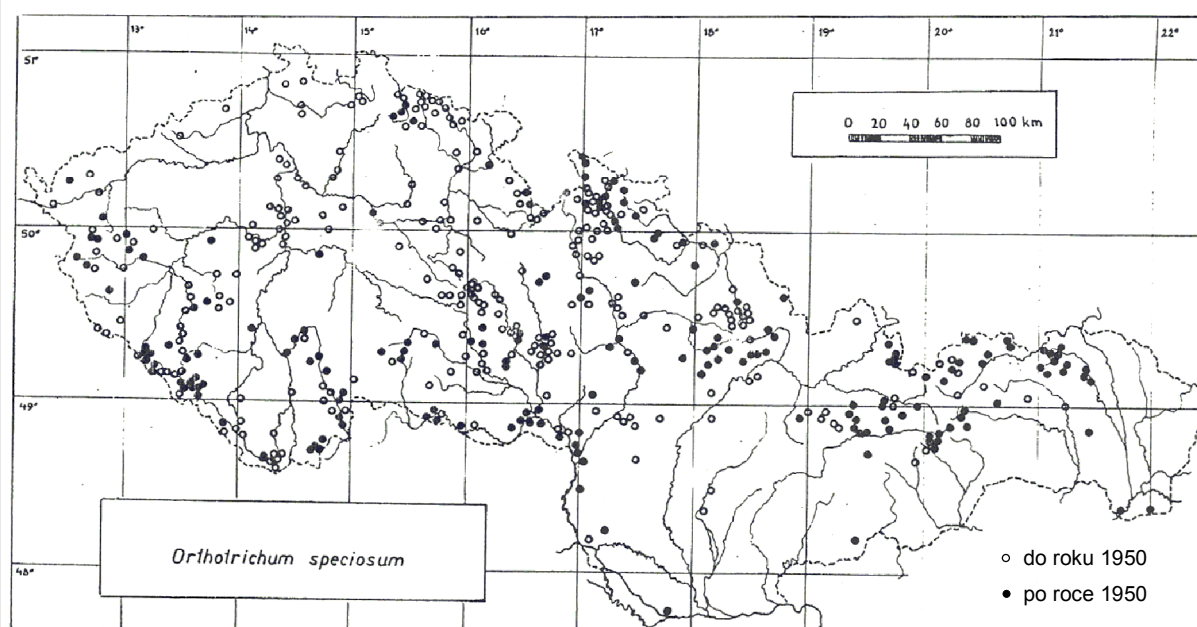 13° 14° 15° 16° 17° 18° 19° 20° 21° 22°
51°
0 20 40 60 80 100 km
50°
49°
Orthotrichum speciosum
48°
○ do roku 1950
● po roce 1950